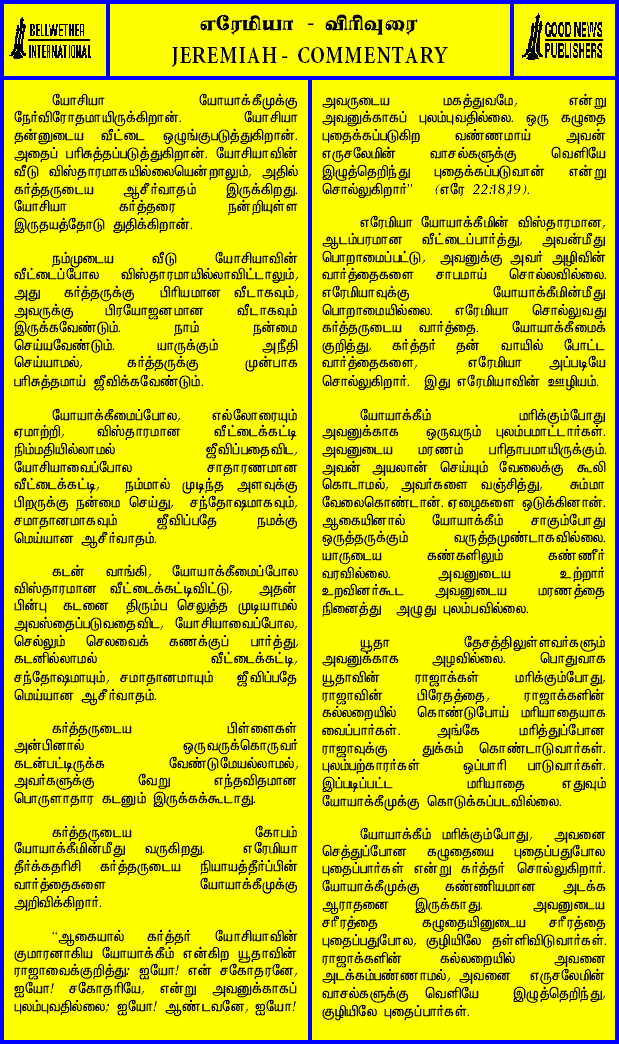 BELLWETHER
INTERNATIONAL
எரேமியா - விரிவுரை
JEREMIAH - COMMENTARY
GOOD NEWS
PUBLISHERS
யோசியா யோயாக்கீமுக்கு
நேர்விரோதமாயிருக்கிறான். யோசியா
தன்னுடைய வீட்டை ஒழுங்குபடுத்துகிறான்.
அதைப் பரிசுத்தப்படுத்துகிறான். யோசியாவின்
வீடு விஸ்தாரமாகயில்லையென்றாலும், அதில்
கர்த்தருடைய ஆசீர்வாதம் இருக்கிறது.
யோசியா கர்த்தரை நன்றியுள்ள
இருதயத்தோடு துதிக்கிறான்.
நம்முடைய வீடு யோசியாவின்
வீட்டைப்போல விஸ்தாரமாயில்லாவிட்டாலும்,
அது கர்த்தருக்கு பிரியமான வீடாகவும்,
அவருக்கு பிரயோஜனமான வீடாகவும்
இருக்கவேண்டும். நாம் நன்மை
செய்யவேண்டும். யாருக்கும் அநீதி
செய்யாமல், கர்த்தருக்கு முன்பாக
பரிசுத்தமாய் ஜீவிக்கவேண்டும்.
யோயாக்கீமைப்போல, எல்லோரையும்
ஏமாற்றி, விஸ்தாரமான வீட்டைக்கட்டி
நிம்மதியில்லாமல் ஜீவிப்பதைவிட,
யோசியாவைப்போல சாதாரணமான
வீட்டைக்கட்டி, நம்மால் முடிந்த அளவுக்கு
பிறருக்கு நன்மை செய்து, சந்தோஷமாகவும்,
சமாதானமாகவும் ஜீவிப்பதே நமக்கு
மெய்யான ஆசீர்வாதம்.
கடன் வாங்கி, யோயாக்கீமைப்போல
விஸ்தாரமான வீட்டைக்கட்டிவிட்டு, அதன்
பின்பு கடனை திரும்ப செலுத்த முடியாமல்
அவஸ்தைப்படுவதைவிட, யோசியாவைப்போல,
செல்லும் செலவைக் கணக்குப் பார்த்து,
கடனில்லாமல் வீட்டைக்கட்டி,
சந்தோஷமாயும், சமாதானமாயும் ஜீவிப்பதே
மெய்யான ஆசீர்வாதம்.
கர்த்தருடைய பிள்ளைகள்
அன்பினால் ஒருவருக்கொருவர்
கடன்பட்டிருக்க வேண்டுமேயல்லாமல்,
அவர்களுக்கு வேறு எந்தவிதமான
பொருளாதார கடனும் இருக்கக்கூடாது.
கர்த்தருடைய கோபம்
யோயாக்கீமின்மீது வருகிறது. எரேமியா
தீர்க்கதரிசி கர்த்தருடைய நியாயத்தீர்ப்பின்
வார்த்தைகளை யோயாக்கீமுக்கு
அறிவிக்கிறார்.
“ஆகையால் கர்த்தர் யோசியாவின்
குமாரனாகிய யோயாக்கீம் என்கிற யூதாவின்
ராஜாவைக்குறித்து: ஐயோ! என் சகோதரனே,
ஐயோ! சகோதரியே, என்று அவனுக்காகப்
புலம்புவதில்லை; ஐயோ! ஆண்டவனே, ஐயோ!
அவருடைய மகத்துவமே, என்று
அவனுக்காகப் புலம்புவதில்லை. ஒரு கழுதை
புதைக்கப்படுகிற வண்ணமாய் அவன்
எருசலேமின் வாசல்களுக்கு வெளியே
இழுத்தெறிந்து புதைக்கப்படுவான் என்று
சொல்லுகிறார்” (எரே 22:18,19).
எரேமியா யோயாக்கீமின் விஸ்தாரமான,
ஆடம்பரமான வீட்டைப்பார்த்து, அவன்மீது
பொறாமைப்பட்டு, அவனுக்கு அவர் அழிவின்
வார்த்தைகளை சாபமாய் சொல்லவில்லை.
எரேமியாவுக்கு யோயாக்கீமின்மீது
பொறாமையில்லை. எரேமியா சொல்லுவது
கர்த்தருடைய வார்த்தை. யோயாக்கீமைக்
குறித்து, கர்த்தர் தன் வாயில் போட்ட
வார்த்தைகளை, எரேமியா அப்படியே
சொல்லுகிறார். இது எரேமியாவின் ஊழியம்.
யோயாக்கீம் மரிக்கும்போது
அவனுக்காக ஒருவரும் புலம்பமாட்டார்கள்.
அவனுடைய மரணம் பரிதாபமாயிருக்கும்.
அவன் அயலான் செய்யும் வேலைக்கு கூலி
கொடாமல், அவர்களை வஞ்சித்து, சும்மா
வேலைகொண்டான். ஏழைகளை ஒடுக்கினான்.
ஆகையினால் யோயாக்கீம் சாகும்போது
ஒருத்தருக்கும் வருத்தமுண்டாகவில்லை.
யாருடைய கண்களிலும் கண்ணீர்
வரவில்லை. அவனுடைய உற்றார்
உறவினர்கூட அவனுடைய மரணத்தை
நினைத்து அழுது புலம்பவில்லை.
யூதா தேசத்திலுள்ளவர்களும்
அவனுக்காக அழவில்லை. பொதுவாக
யூதாவின் ராஜாக்கள் மரிக்கும்போது,
ராஜாவின் பிரேதத்தை, ராஜாக்களின்
கல்லறையில் கொண்டுபோய் மரியாதையாக
வைப்பார்கள். அங்கே மரித்துப்போன
ராஜாவுக்கு துக்கம் கொண்டாடுவார்கள்.
புலம்பற்காரர்கள் ஒப்பாரி பாடுவார்கள்.
இப்படிப்பட்ட மரியாதை எதுவும்
யோயாக்கீமுக்கு கொடுக்கப்படவில்லை.
யோயாக்கீம் மரிக்கும்போது, அவனை
செத்துப்போன கழுதையை புதைப்பதுபோல
புதைப்பார்கள் என்று கர்த்தர் சொல்லுகிறார்.
யோயாக்கீமுக்கு கண்ணியமான அடக்க
ஆராதனை இருக்காது. அவனுடைய
சரீரத்தை கழுதையினுடைய சரீரத்தை
புதைப்பதுபோல, குழியிலே தள்ளிவிடுவார்கள்.
ராஜாக்களின் கல்லறையில் அவனை
அடக்கம்பண்ணாமல், அவனை எருசலேமின்
வாசல்களுக்கு வெளியே இழுத்தெறிந்து,
குழியிலே புதைப்பார்கள்.